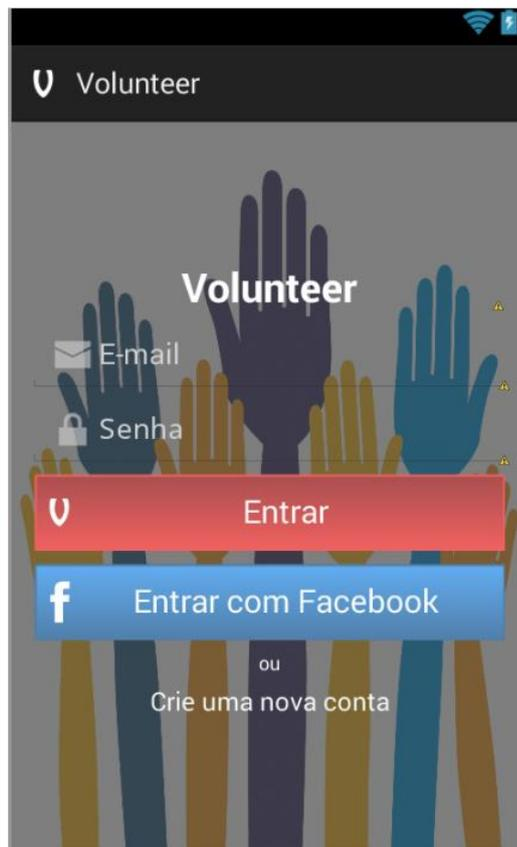 Volunteer
Volunteer
E-mail
Senha
Entrar
f Entrar com Facebook
ou
Crie uma nova conta